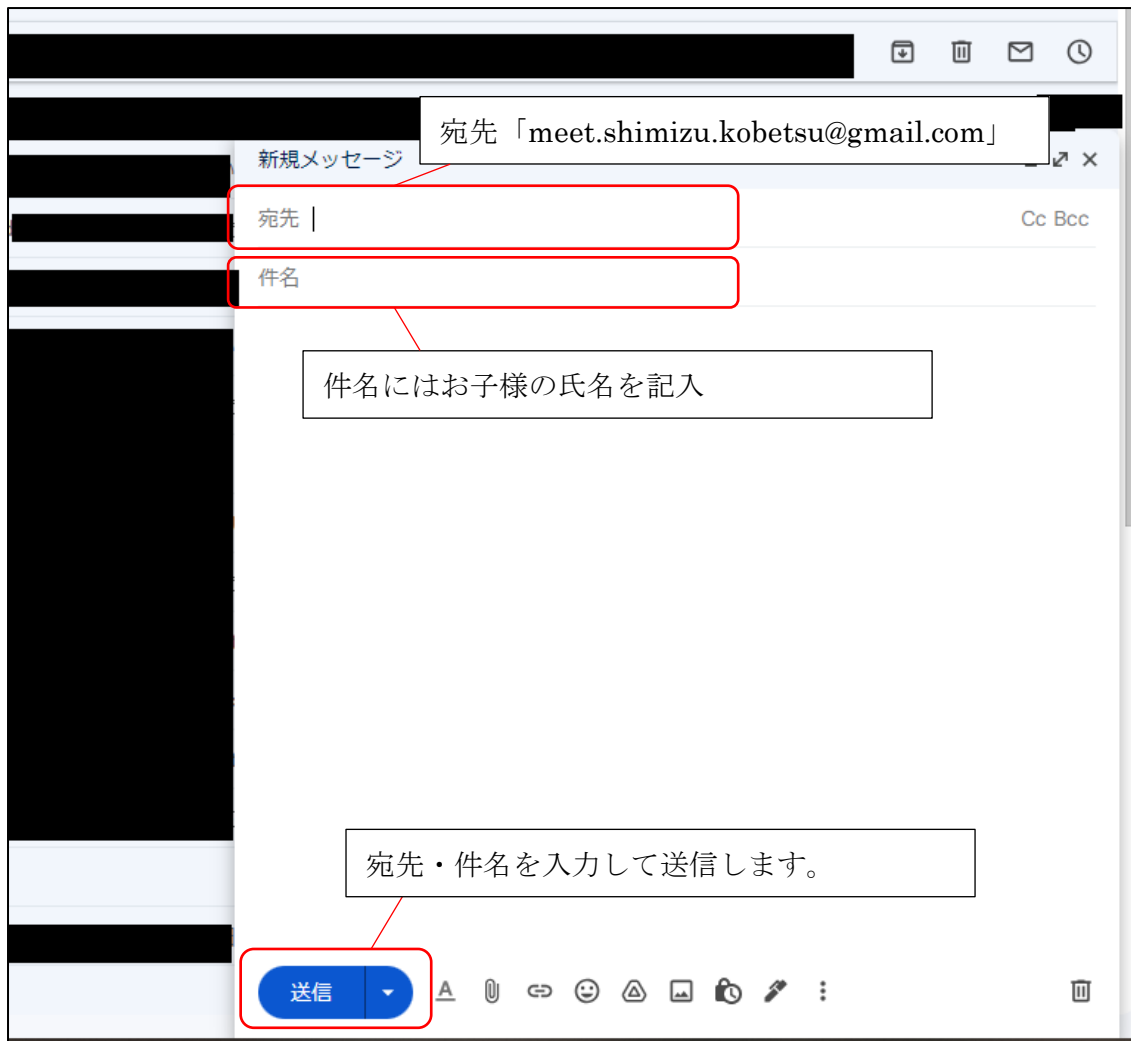 宛先「meet.shimizu.kobetsu@gmail.com」
新規メッセージ
宛先
Cc Bcc
件名
件名にはお子様の氏名を記入
宛先・件名を入力して送信します。
送信